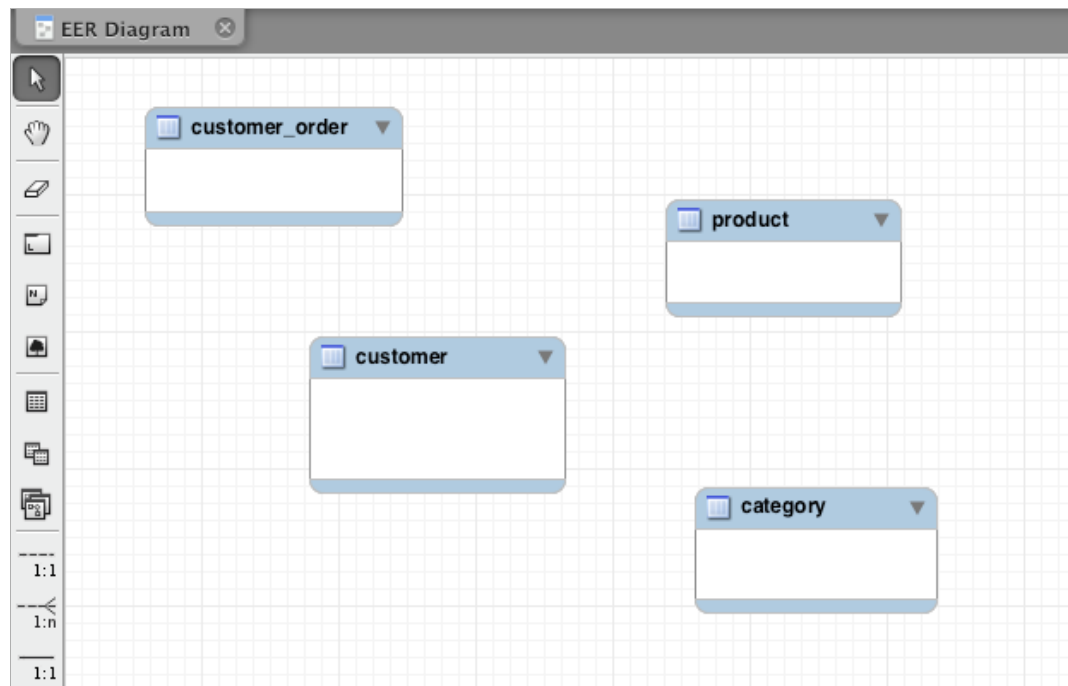 EER Diagram
customer_order
product
customer
category
1:1
1:n
1:1